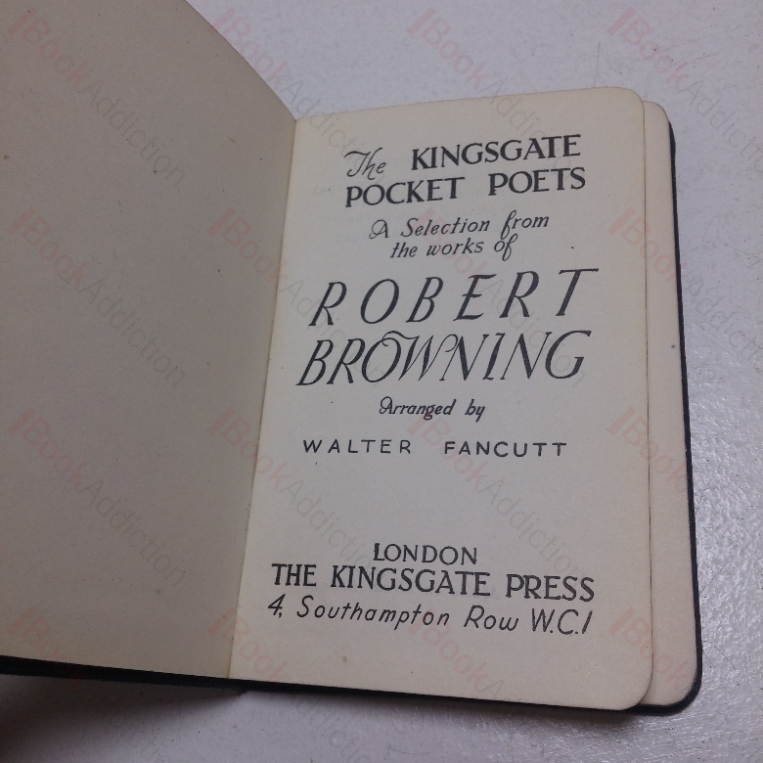 The KINGSGATE
POCKET POETS
A Selection from
the works of
ROBERT
BROWNING
Arranged by
WALTER FANCUTT
LONDON
THE KINGSGATE PRESS
4, Southampton Row W.C.1
BookAddiction